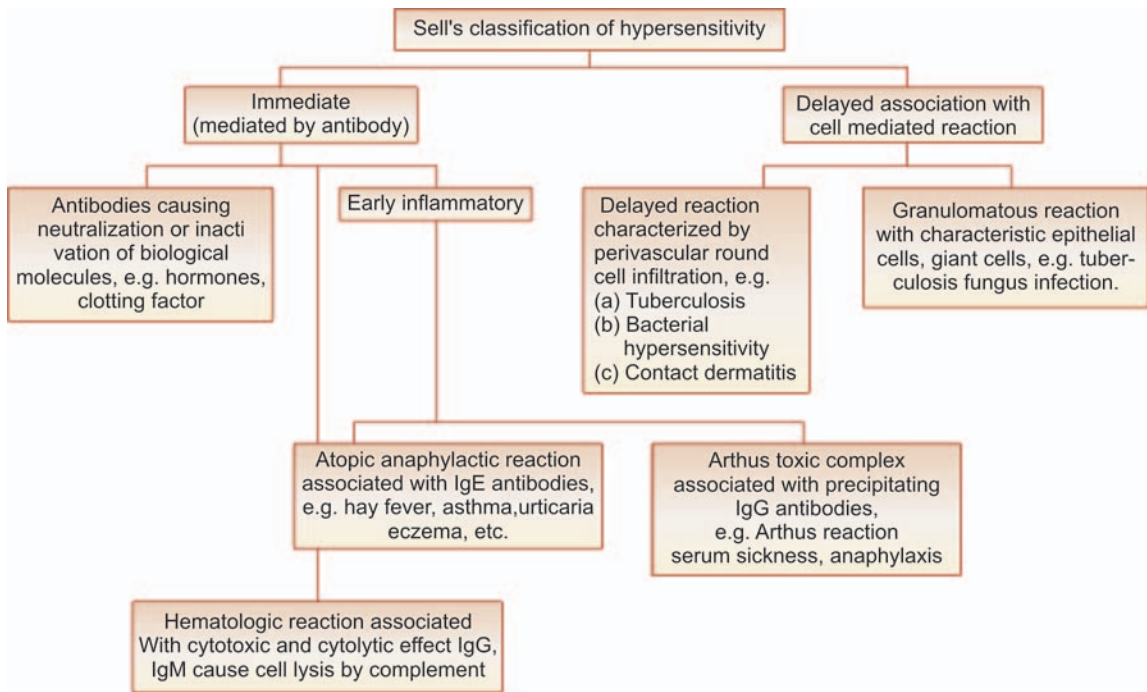 Sell's classification of hypersensitivity
Immediate
(mediated by antibody)
Delayed association with
cell mediated reaction
Antibodies causing
neutralization or inacti
vation of biological
molecules, e.g. hormones,
clotting factor
Early inflammatory
Delayed reaction
characterized by
perivascular round
cell infiltration, e.g.
(a) Tuberculosis
(b) Bacterial
hypersensitivity
(c) Contact dermatitis
Granulomatous reaction
with characteristic epithelial
cells, giant cells, e.g. tuber-
culosis fungus infection.
Atopic anaphylactic reaction
associated with IgE antibodies,
e.g. hay fever, asthma,urticaria
eczema, etc.
Arthus toxic complex
associated with precipitating
IgG antibodies,
e.g. Arthus reaction
serum sickness, anaphylaxis
Hematologic reaction associated
With cytotoxic and cytolytic effect IgG,
IgM cause cell lysis by complement